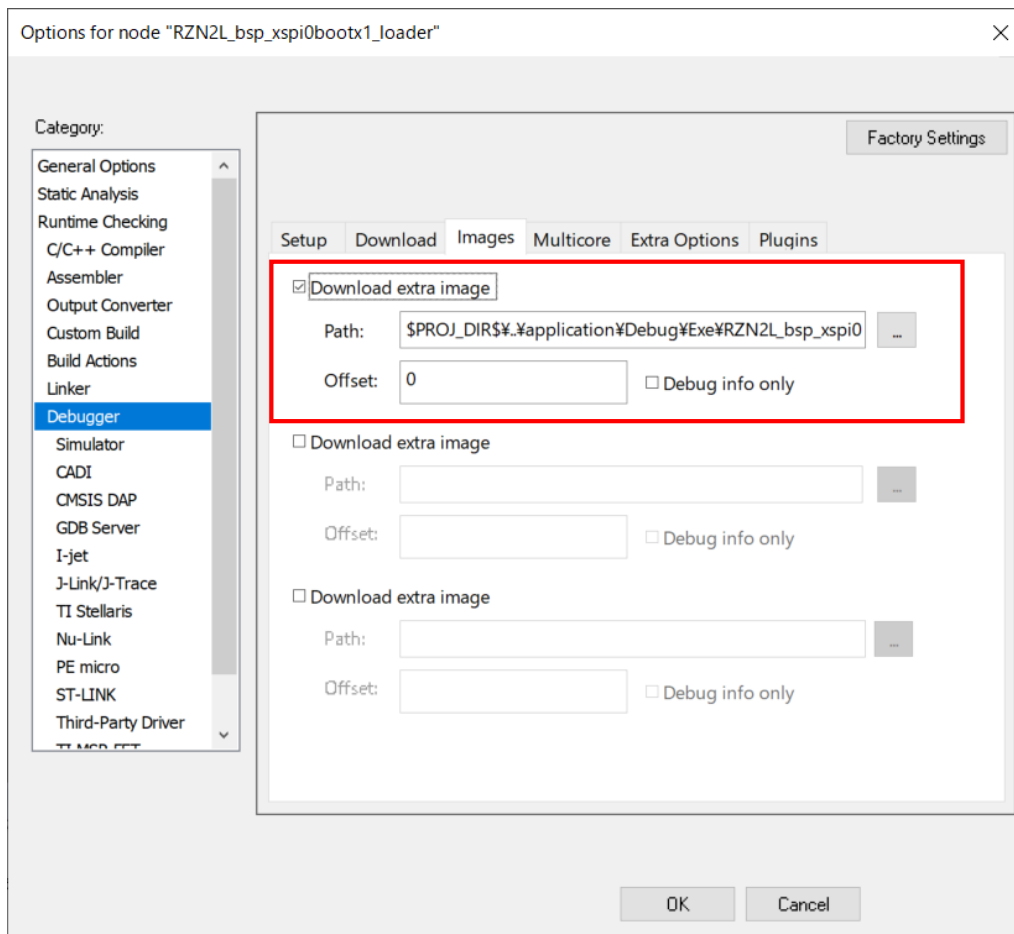 Options for node "RZN2L_bsp_xspi0bootx1_loader"
Category:
Factory Settings
General Options
Static Analysis
Runtime Checking
C/C++ Compiler
Assembler
Output Converter
Custom Build
Build Actions
Linker
Debugger
Simulator
CADI
CMSIS DAP
GDB Server
I-jet
J-Link/J-Trace
TI Stellaris
Nu-Link
PE micro
ST-LINK
Third-Party Driver
TI MSP FET
Setup Download Images Multicore Extra Options Plugins
Download extra image
Path: $PROJ_DIR$¥..¥application¥Debug¥Exe¥RZN2L_bsp_xspi0 ...
Offset: 0 Debug info only
Download extra image
Path: ...
Offset: Debug info only
Download extra image
Path: ...
Offset: Debug info only
OK Cancel